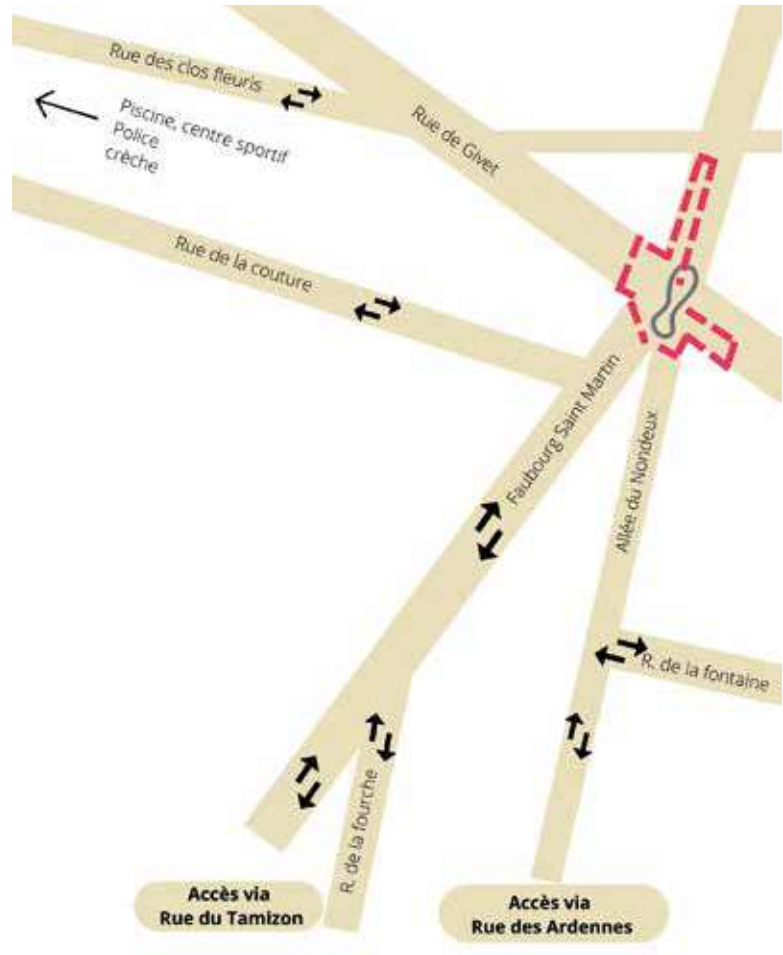 Rue des clos fleuris
Piscine, centre sportif
Police
crèche
Rue de Givet
Rue de la couture
Faubourg Saint Martin
Allée du Nondeux
R. de la fontaine
R. de la fourche
Accès via
Rue du Tamizon
Accès via
Rue des Ardennes